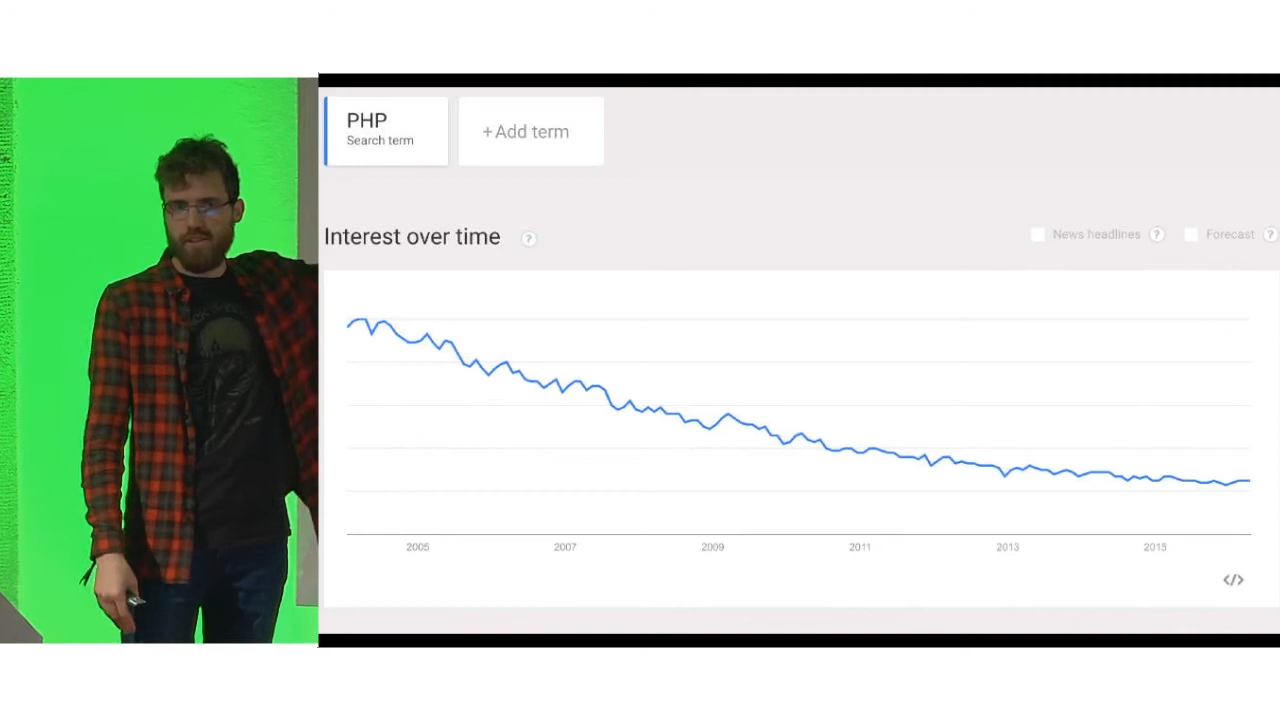 PHP
Search term
+ Add term
Interest over time ?
News headlines ?
Forecast ?
2005 2007 2009 2011 2013 2015
</>